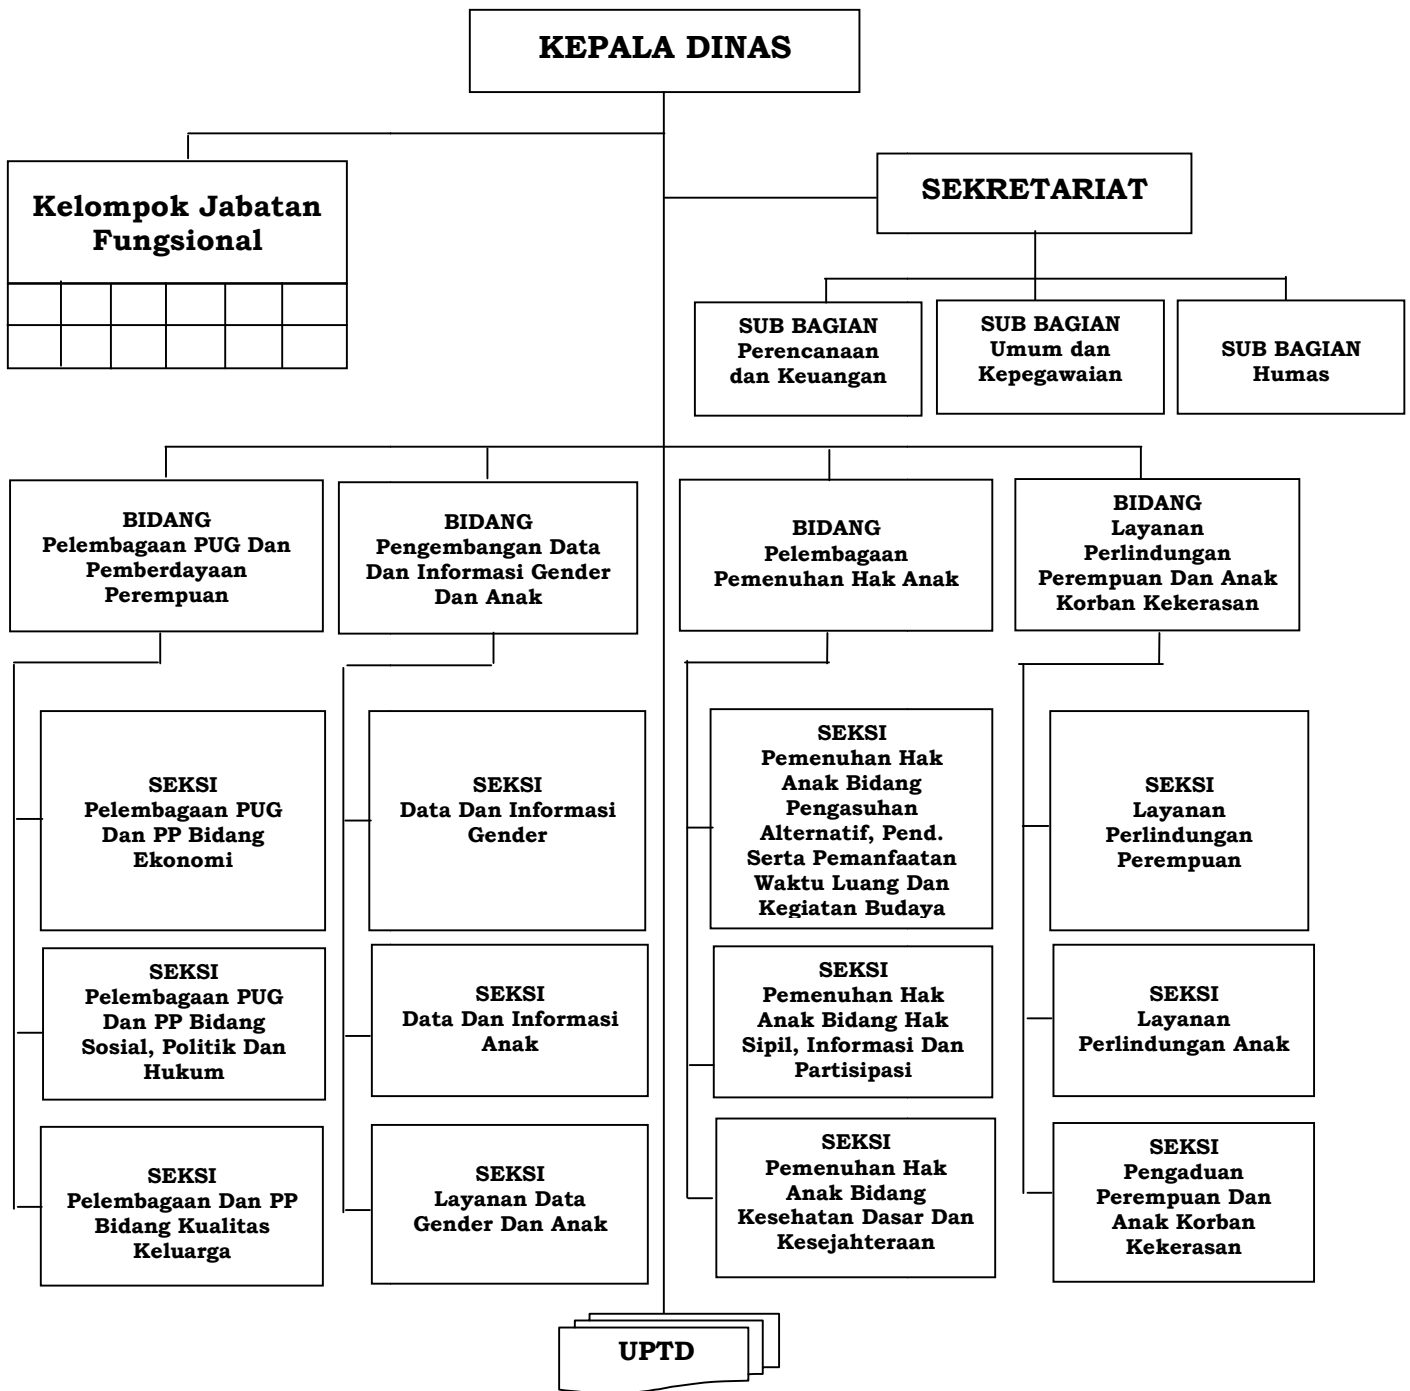 KEPALA DINAS
Kelompok Jabatan
Fungsional
SEKRETARIAT
SUB BAGIAN
Perencanaan
dan Keuangan
SUB BAGIAN
Umum dan
Kepegawaian
SUB BAGIAN
Humas
BIDANG
Pelembagaan PUG Dan
Pemberdayaan
Perempuan
BIDANG
Pengembangan Data
Dan Informasi Gender
Dan Anak
BIDANG
Pelembagaan
Pemenuhan Hak Anak
BIDANG
Layanan
Perlindungan
Perempuan Dan Anak
Korban Kekerasan
SEKSI
Pelembagaan PUG
Dan PP Bidang
Ekonomi
SEKSI
Data Dan Informasi
Gender
SEKSI
Pemenuhan Hak
Anak Bidang
Pengasuhan
Alternatif, Pend.
Serta Pemanfaatan
Waktu Luang Dan
Kegiatan Budaya
SEKSI
Layanan
Perlindungan
Perempuan
SEKSI
Pelembagaan PUG
Dan PP Bidang
Sosial, Politik Dan
Hukum
SEKSI
Data Dan Informasi
Anak
SEKSI
Pemenuhan Hak
Anak Bidang Hak
Sipil, Informasi Dan
Partisipasi
SEKSI
Layanan
Perlindungan Anak
SEKSI
Pelembagaan Dan PP
Bidang Kualitas
Keluarga
SEKSI
Layanan Data
Gender Dan Anak
SEKSI
Pemenuhan Hak
Anak Bidang
Kesehatan Dasar Dan
Kesejahteraan
SEKSI
Pengaduan
Perempuan Dan
Anak Korban
Kekerasan
UPTD